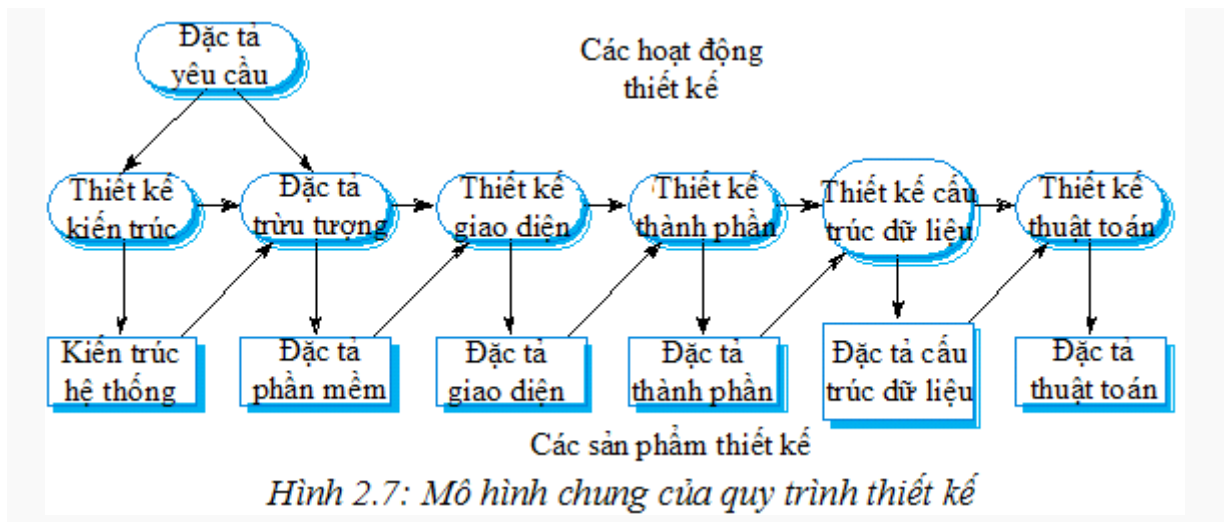 Đặc tả
yêu cầu
Các hoạt động
thiết kế
Thiết kế
kiến trúc
Đặc tả
trừu tượng
Thiết kế
giao diện
Thiết kế
thành phần
Thiết kế cấu
trúc dữ liệu
Thiết kế
thuật toán
Kiến trúc
hệ thống
Đặc tả
phần mềm
Đặc tả
giao diện
Đặc tả
thành phần
Đặc tả cấu
trúc dữ liệu
Đặc tả
thuật toán
Các sản phẩm thiết kế
Hình 2.7: Mô hình chung của quy trình thiết kế